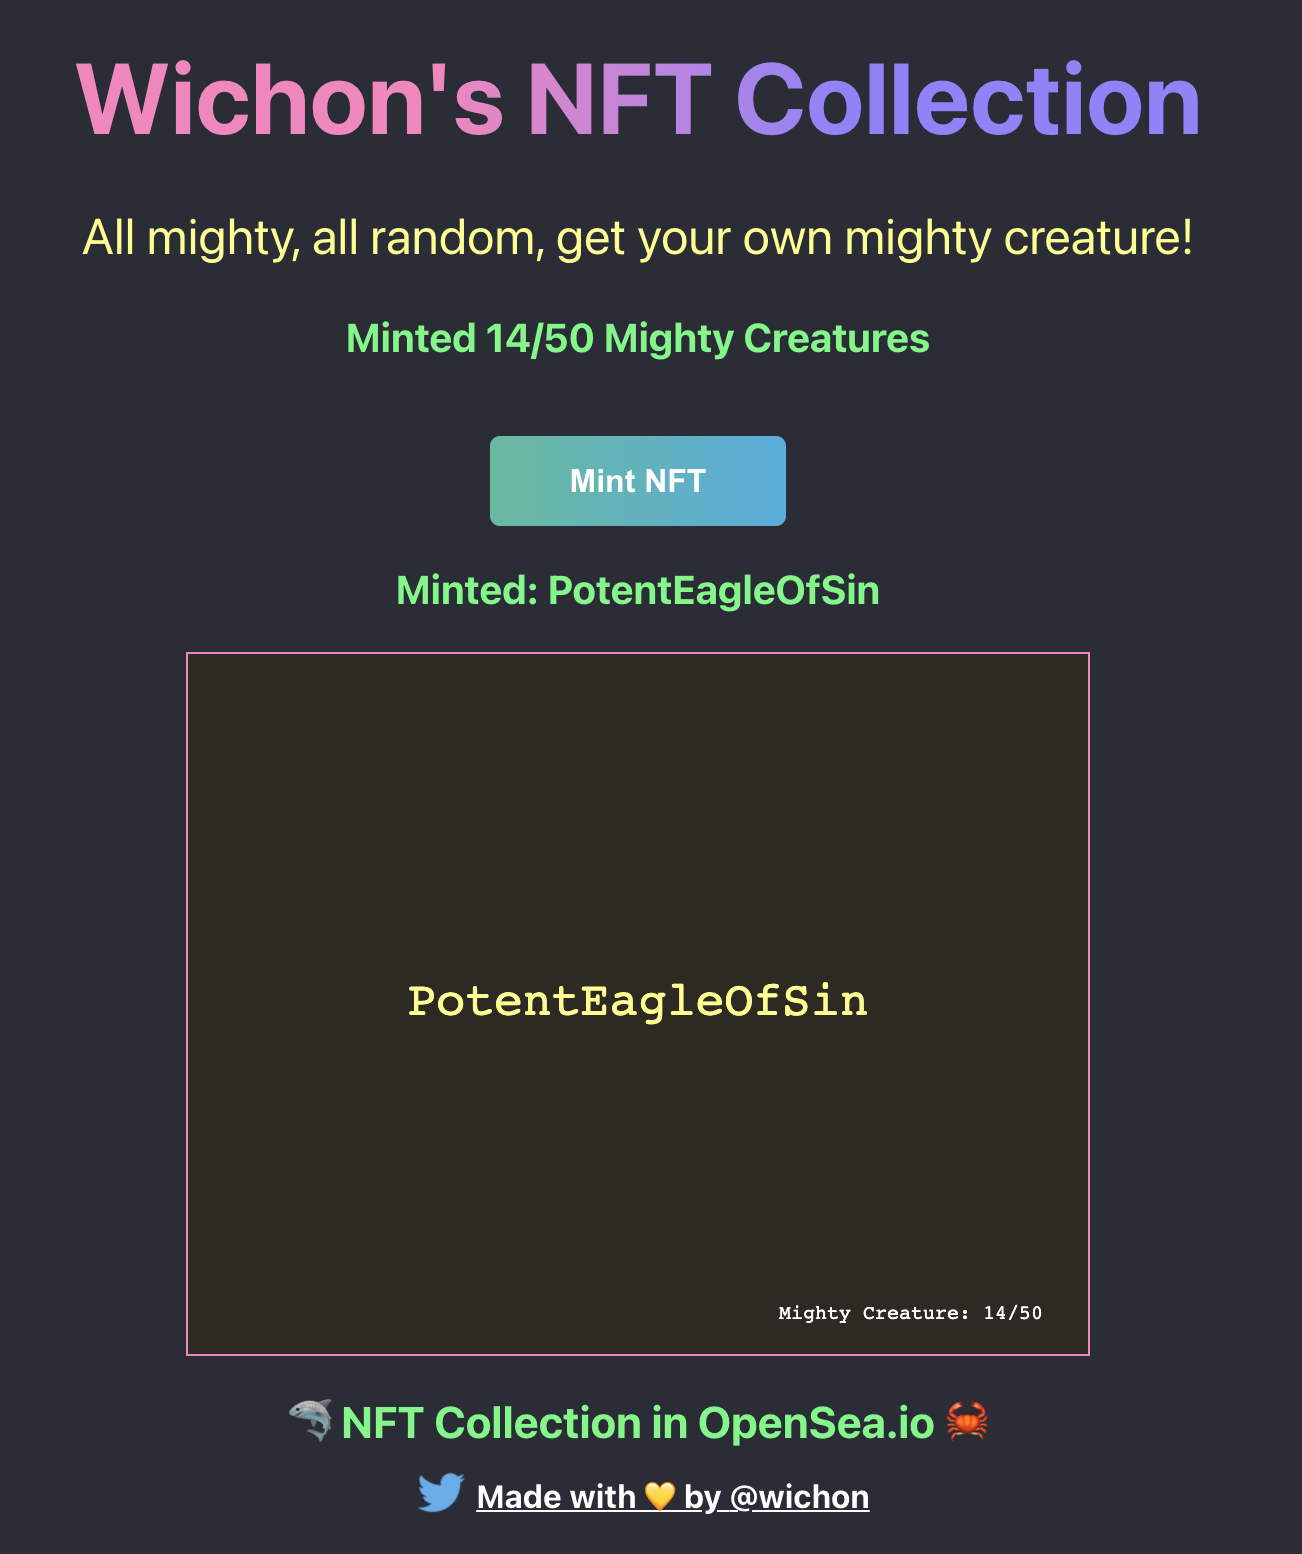 Wichon's NFT Collection
All mighty, all random, get your own mighty creature!
Minted 14/50 Mighty Creatures
Mint NFT
Minted: PotentEagleOfSin
PotentEagleOfSin
Mighty Creature: 14/50
🦈 NFT Collection in OpenSea.io 🦀
Made with 💛 by @wichon